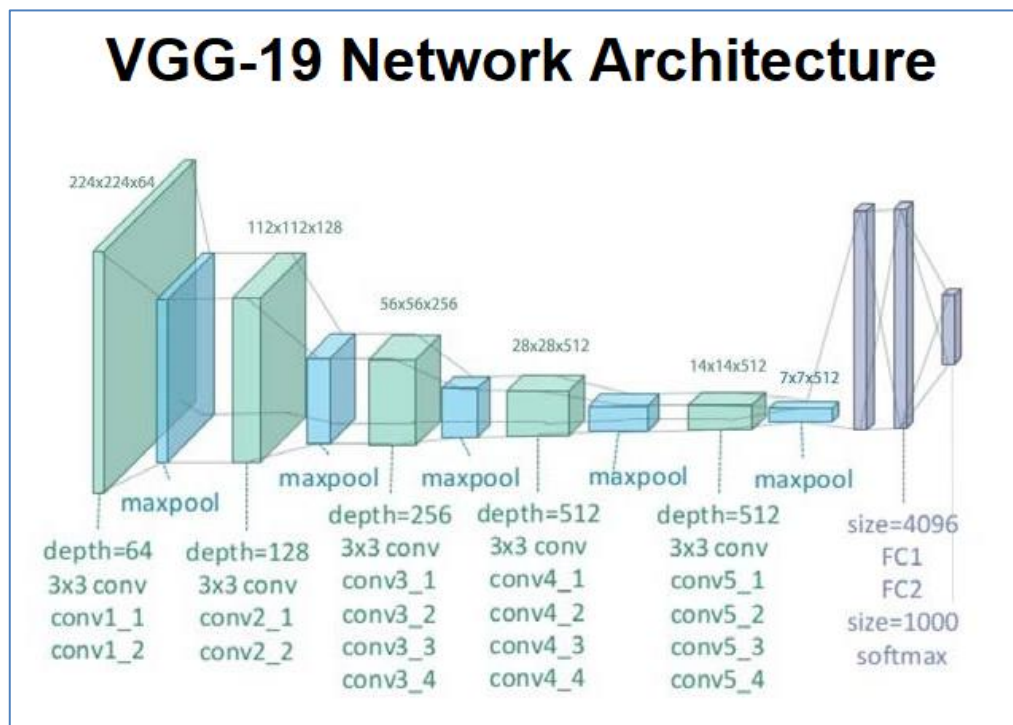 VGG-19 Network Architecture
224x224x64
112x112x128
56x56x256
28x28x512
14x14x512
7x7x512
maxpool
maxpool
maxpool
maxpool
maxpool
depth=64
3x3 conv
conv1_1
conv1_2
depth=128
3x3 conv
conv2_1
conv2_2
depth=256
3x3 conv
conv3_1
conv3_2
conv3_3
conv3_4
depth=512
3x3 conv
conv4_1
conv4_2
conv4_3
conv4_4
depth=512
3x3 conv
conv5_1
conv5_2
conv5_3
conv5_4
size=4096
FC1
FC2
size=1000
softmax